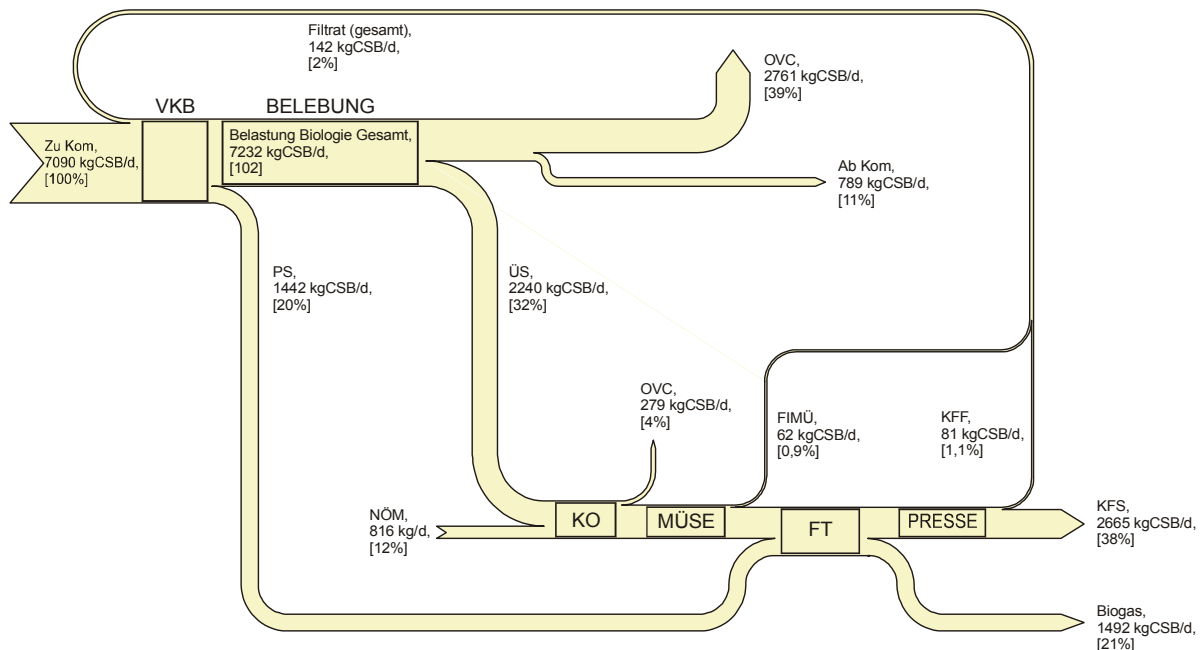 Filtrat (gesamt),
142 kgCSB/d,
[2%]
OVC,
2761 kgCSB/d,
[39%]
VKB
BELEBUNG
Zu Kom,
7090 kgCSB/d,
[100%]
Belastung Biologie Gesamt,
7232 kgCSB/d,
[102]
Ab Kom,
789 kgCSB/d,
[11%]
PS,
1442 kgCSB/d,
[20%]
ÜS,
2240 kgCSB/d,
[32%]
OVC,
279 kgCSB/d,
[4%]
FIMÜ,
62 kgCSB/d,
[0,9%]
KFF,
81 kgCSB/d,
[1,1%]
NÖM,
816 kg/d,
[12%]
KO
MÜSE
FT
PRESSE
KFS,
2665 kgCSB/d,
[38%]
Biogas,
1492 kgCSB/d,
[21%]